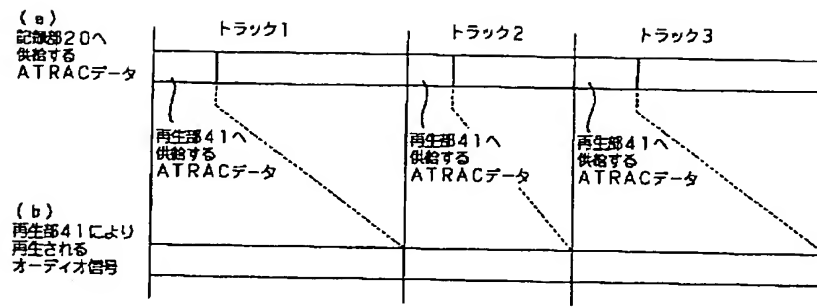 (a)
記録部20へ
供給する
ATRACデータ
トラック1
トラック2
トラック3
再生部41へ
供給する
ATRACデータ
再生部41へ
供給する
ATRACデータ
再生部41へ
供給する
ATRACデータ
(b)
再生部41により
再生される
オーディオ信号